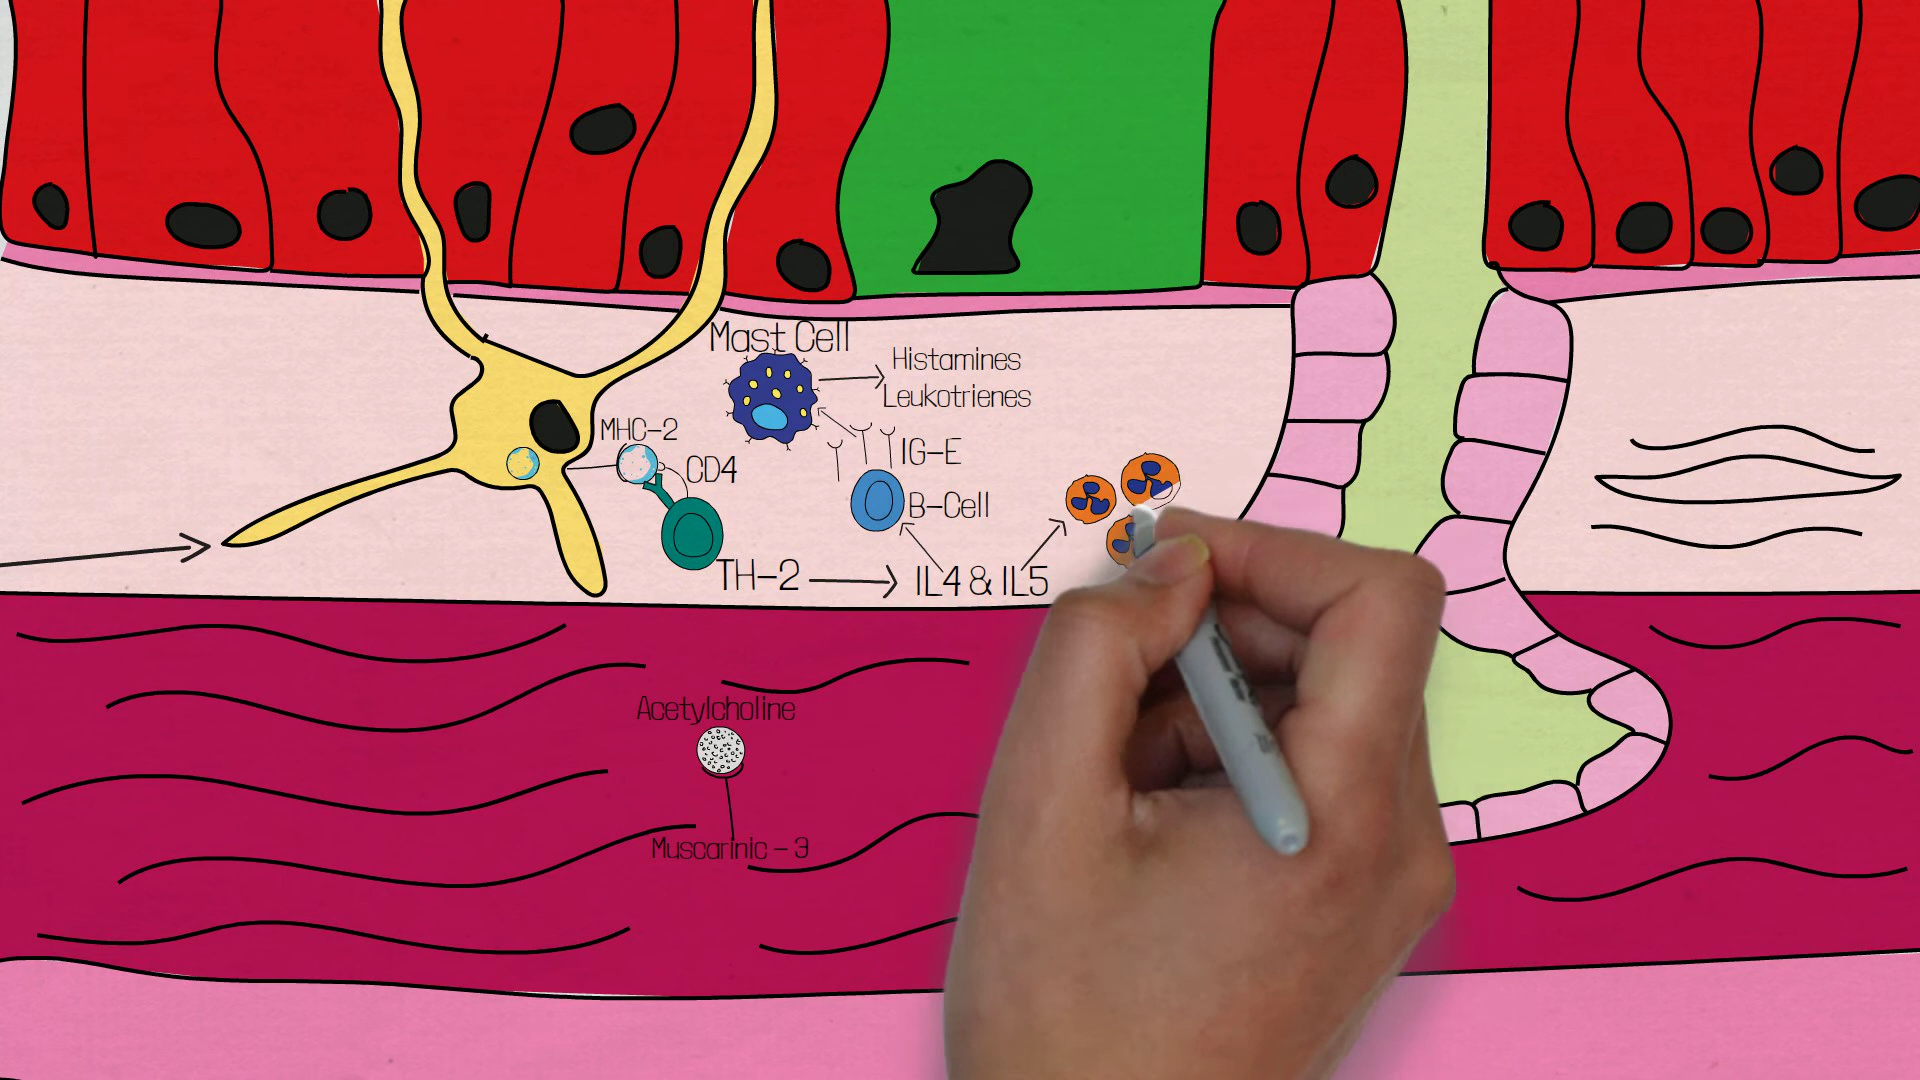 Mast Cell
Histamines
Leukotrienes
MHC-2
CD4
IG-E
B-Cell
TH-2
IL4 & IL5
Acetylcholine
Muscarinic - 3